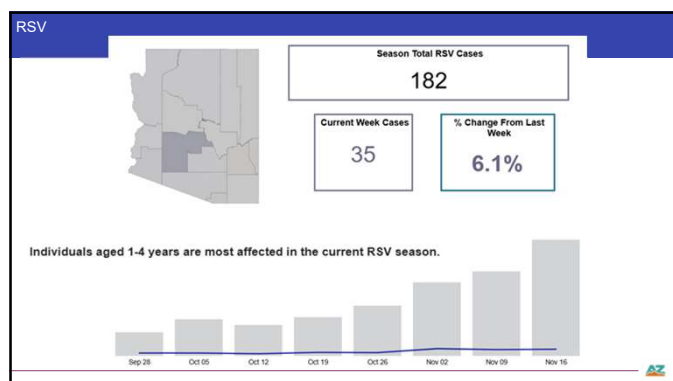 RSV
Season Total RSV Cases
182
Current Week Cases
35
% Change From Last
Week
6.1%
Individuals aged 1-4 years are most affected in the current RSV season.
Sep 28
Oct 05
Oct 12
Oct 19
Oct 26
Nov 02
Nov 09
Nov 16
AZ